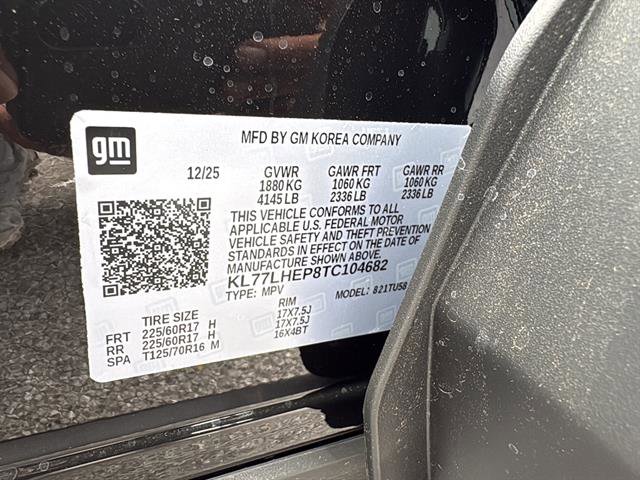 gm
MFD BY GM KOREA COMPANY
12/25 GVWR GAWR FRT GAWR RR
1880 KG 1060 KG 1060 KG
4145 LB 2336 LB 2336 LB
THIS VEHICLE CONFORMS TO ALL
APPLICABLE U.S. FEDERAL MOTOR
VEHICLE SAFETY AND THEFT PREVENTION
STANDARDS IN EFFECT ON THE DATE OF
MANUFACTURE SHOWN ABOVE.
KL77LHEP8TC104682
TYPE: MPV MODEL: 821TU58
TIRE SIZE RIM
FRT 225/60R17 H 17X7.5J
RR 225/60R17 H 17X7.5J
SPA T125/70R16 M 16X4BT